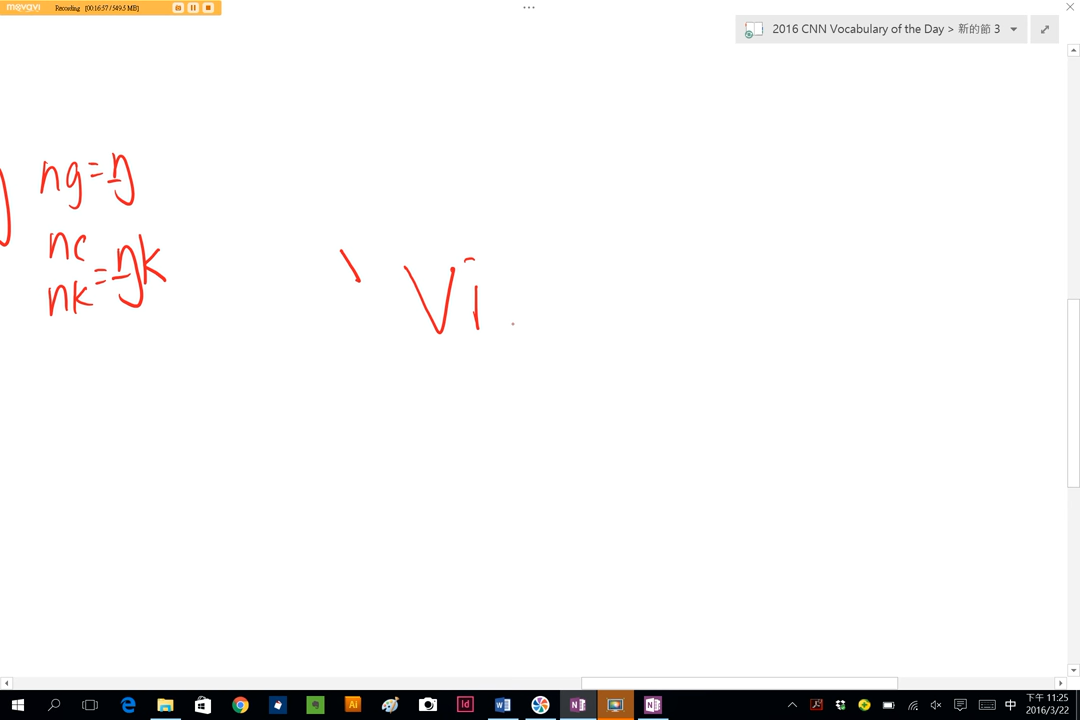 movavi Recording [00:16:57 / 549.5 MB]
2016 CNN Vocabulary of the Day > 新的節 3
ng = ŋ
nc
nk = ŋk
Vi
中
下午 11:25
2016/3/22